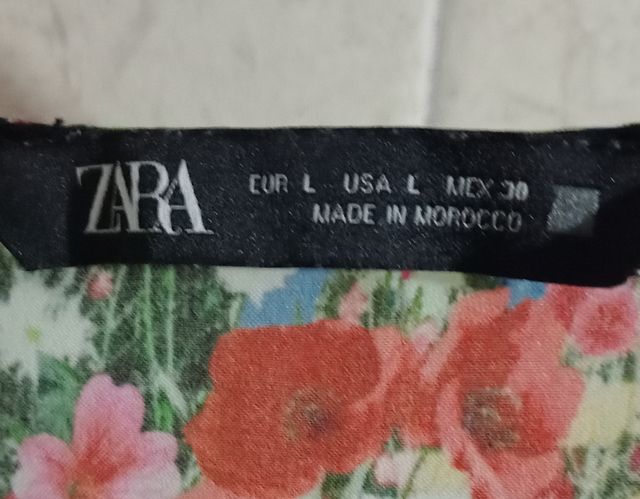 ZARA
EUR L USA L MEX 30
MADE IN MOROCCO